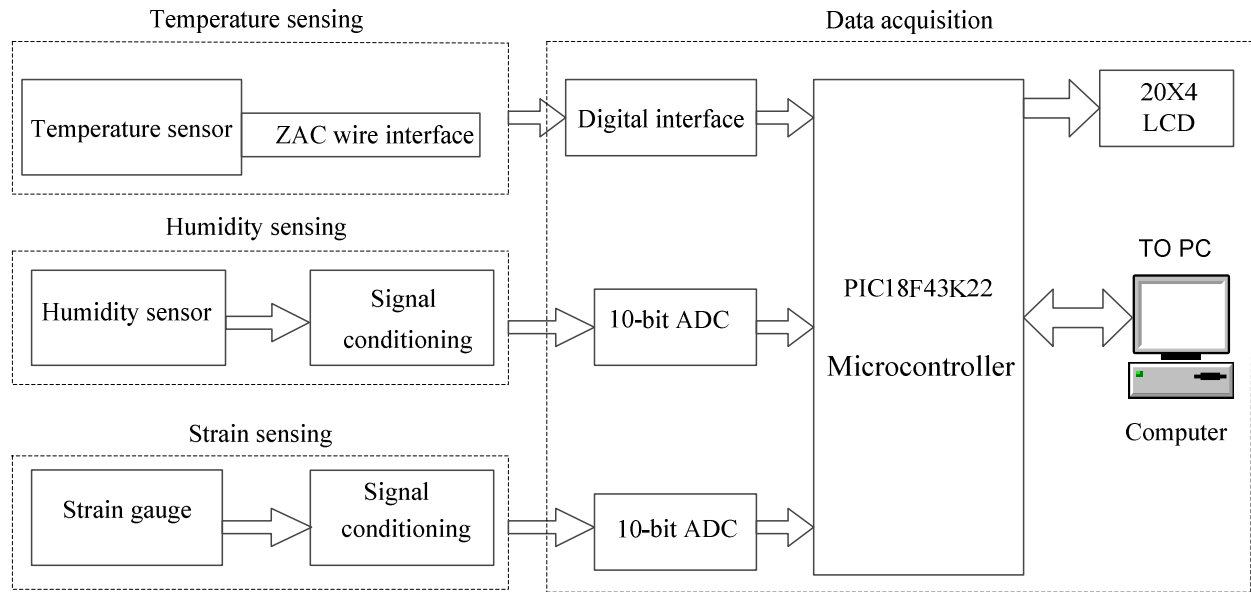 Temperature sensing
Data acquisition
Temperature sensor
ZAC wire interface
Digital interface
20X4
LCD
Humidity sensing
Humidity sensor
Signal
conditioning
10-bit ADC
PIC18F43K22
Microcontroller
TO PC
Computer
Strain sensing
Strain gauge
Signal
conditioning
10-bit ADC